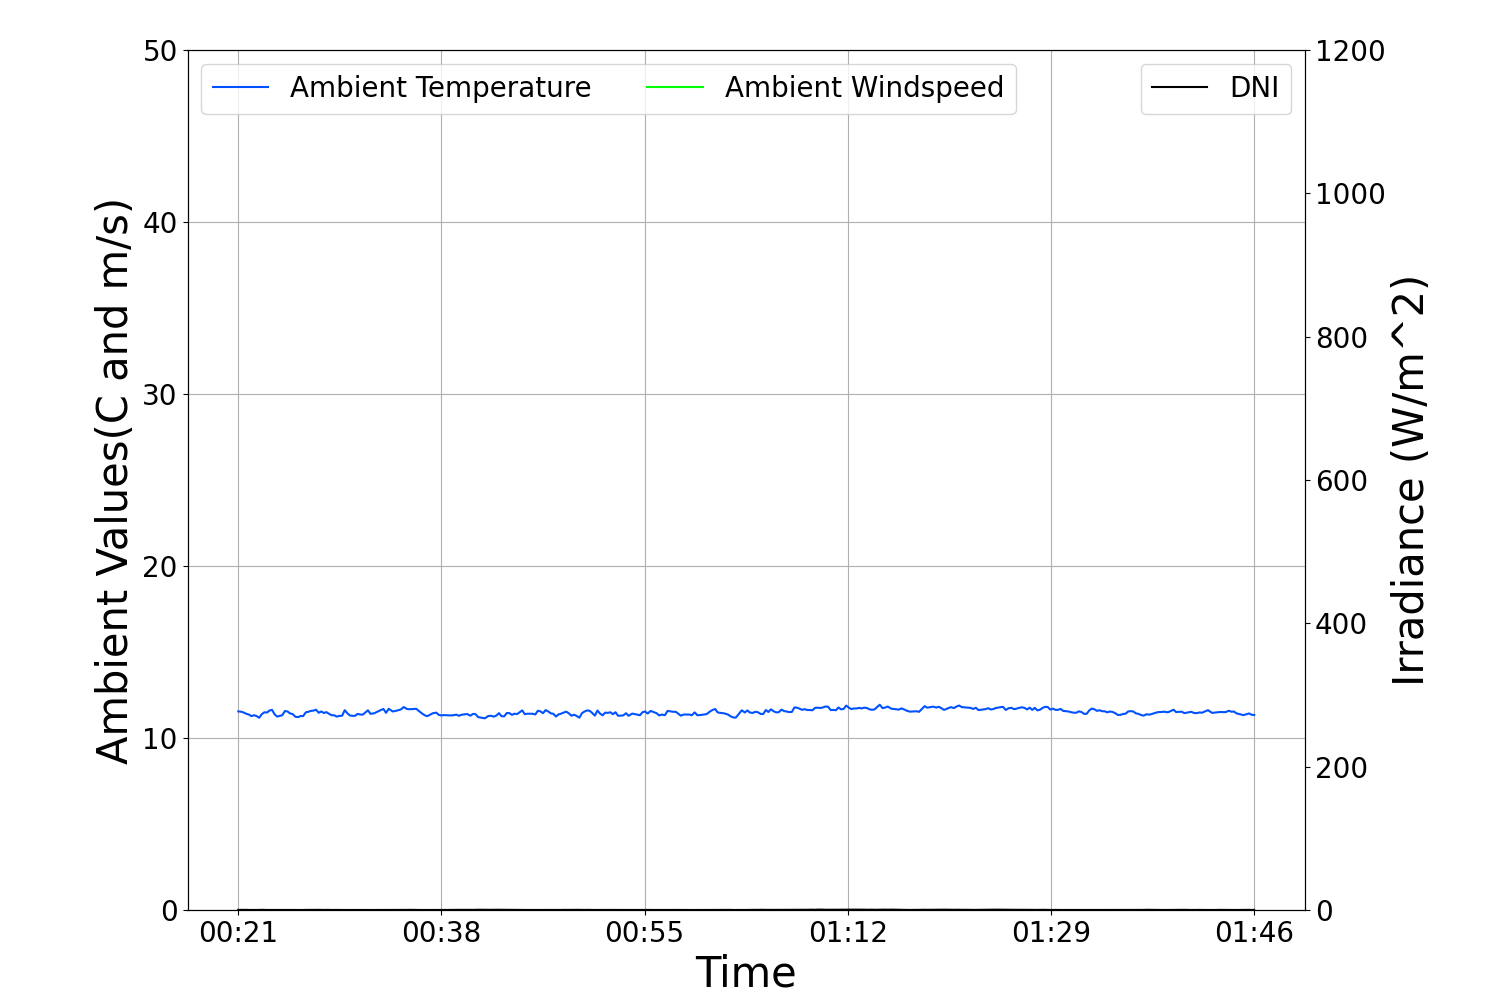 Ambient Temperature
Ambient Windspeed
DNI
Ambient Values(C and m/s)
50
40
30
20
10
0
1200
1000
800
600
400
200
0
Irradiance (W/m^2)
00:21 00:38 00:55 01:12 01:29 01:46
Time